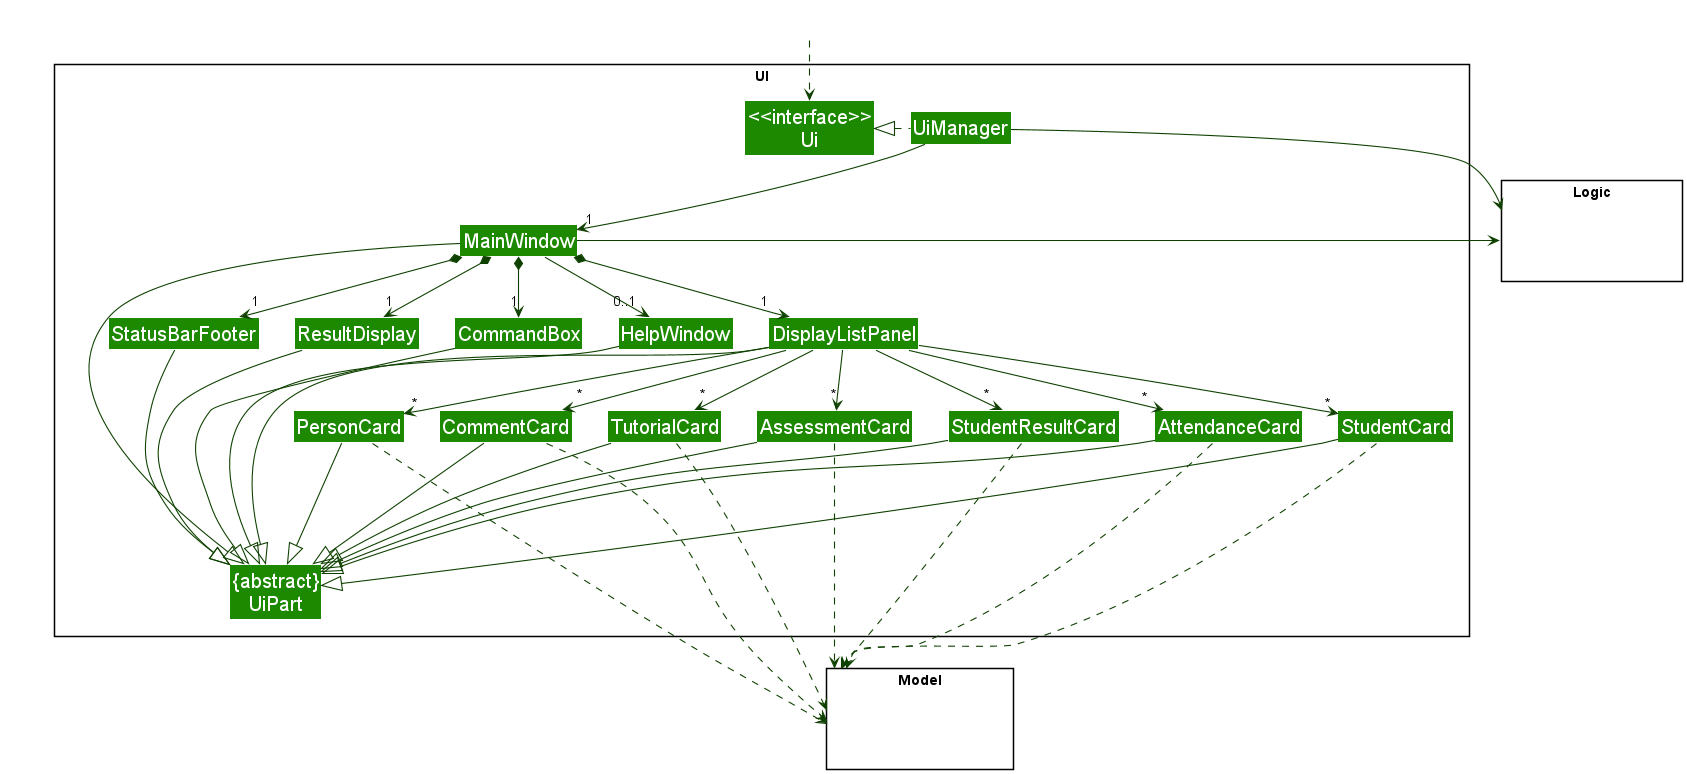 UI
<<interface>>
Ui
UiManager
Logic
1
MainWindow
1
1
1
0..1
1
StatusBarFooter
ResultDisplay
CommandBox
HelpWindow
DisplayListPanel
*
*
*
*
*
*
*
PersonCard
CommentCard
TutorialCard
AssessmentCard
StudentResultCard
AttendanceCard
StudentCard
{abstract}
UiPart
Model